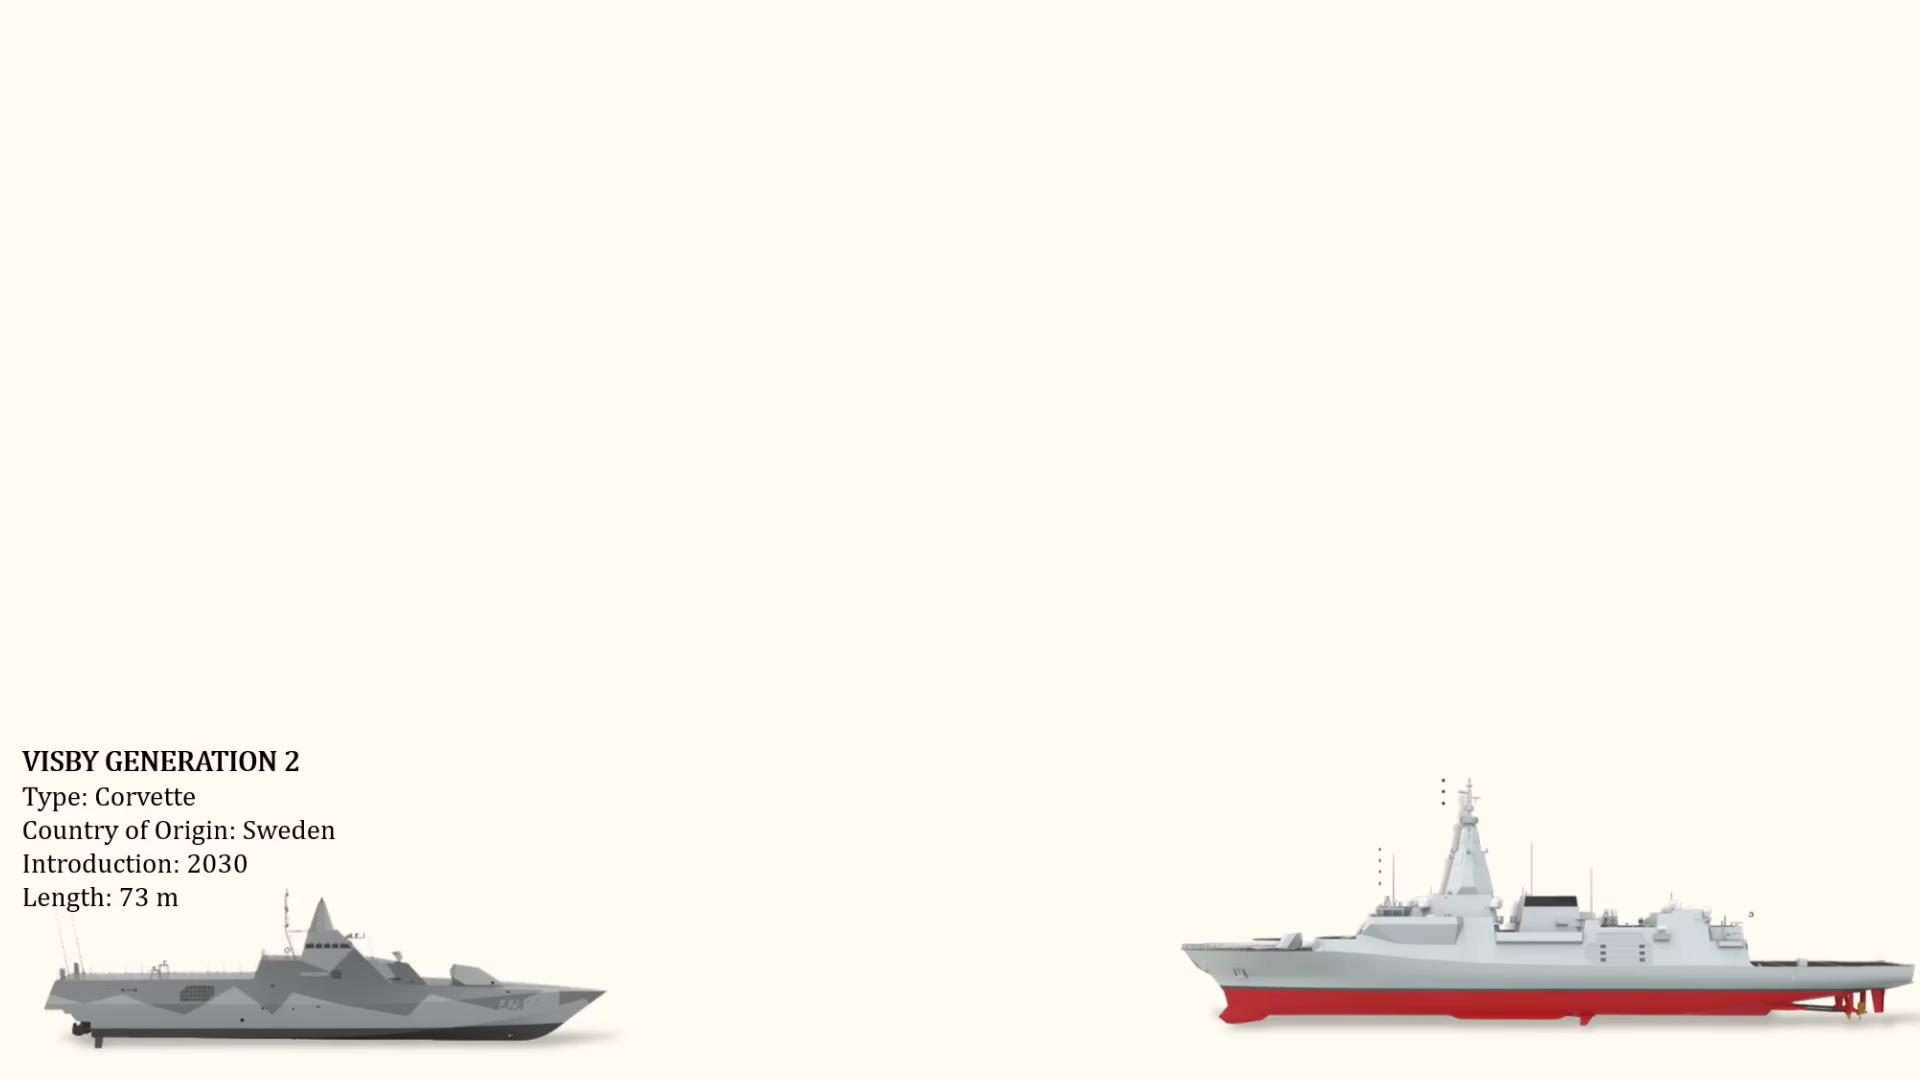 VISBY GENERATION 2
Type: Corvette
Country of Origin: Sweden
Introduction: 2030
Length: 73 m